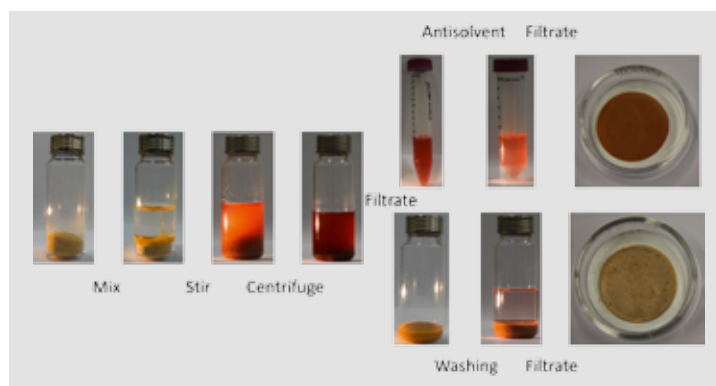 Antisolvent Filtrate
Filtrate
Mix Stir Centrifuge
Washing Filtrate